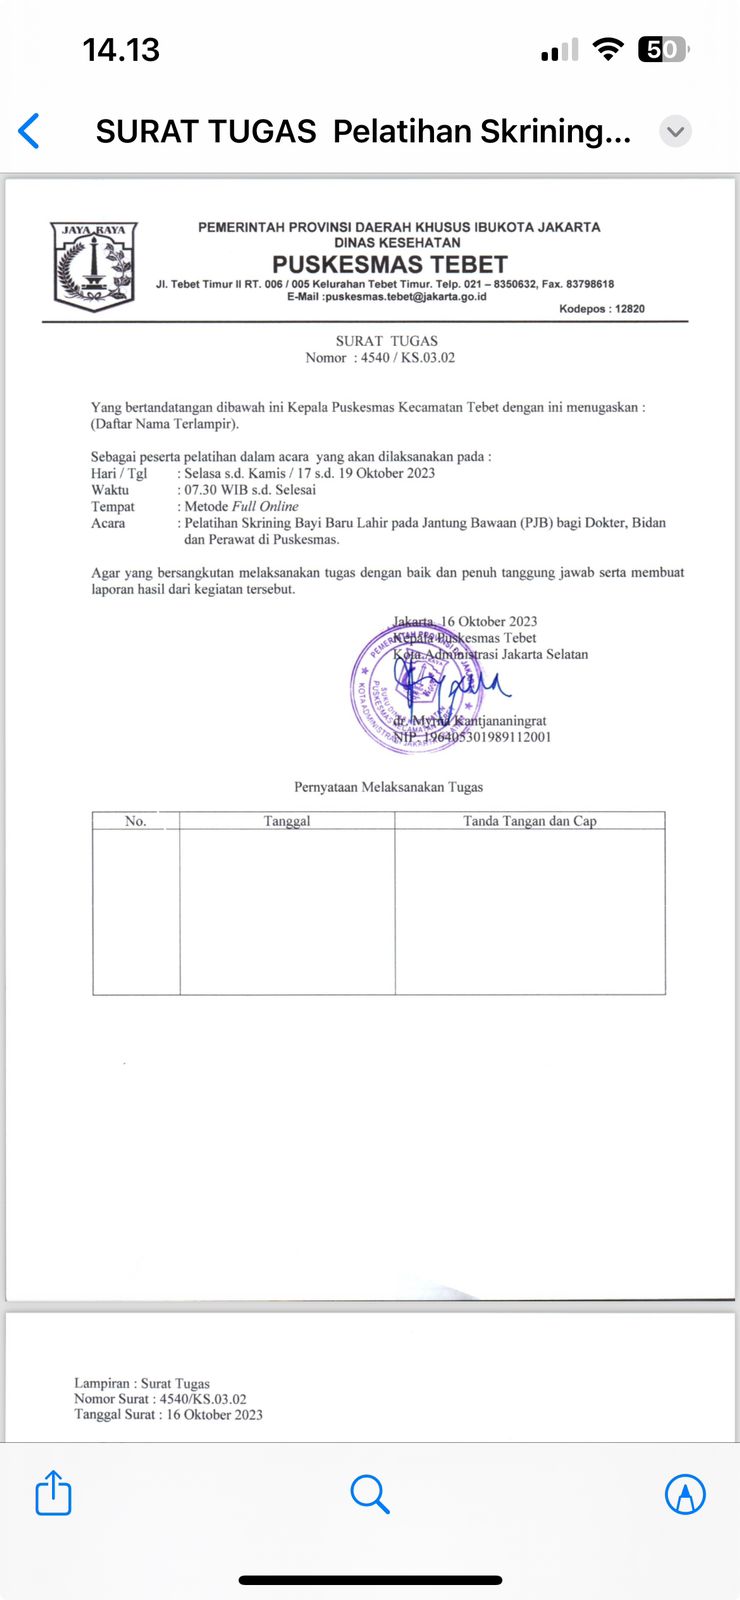 14.13
50
SURAT TUGAS Pelatihan Skrining...
JAYA RAYA
PEMERINTAH PROVINSI DAERAH KHUSUS IBUKOTA JAKARTA
DINAS KESEHATAN
PUSKESMAS TEBET
Jl. Tebet Timur II RT. 006 / 005 Kelurahan Tebet Timur. Telp. 021 – 8350632, Fax. 83798618
E-Mail :puskesmas.tebet@jakarta.go.id
Kodepos : 12820
SURAT TUGAS
Nomor : 4540 / KS.03.02
Yang bertandatangan dibawah ini Kepala Puskesmas Kecamatan Tebet dengan ini menugaskan :
(Daftar Nama Terlampir).
Sebagai peserta pelatihan dalam acara yang akan dilaksanakan pada :
Hari / Tgl : Selasa s.d. Kamis / 17 s.d. 19 Oktober 2023
Waktu : 07.30 WIB s.d. Selesai
Tempat : Metode Full Online
Acara : Pelatihan Skrining Bayi Baru Lahir pada Jantung Bawaan (PJB) bagi Dokter, Bidan
dan Perawat di Puskesmas.
Agar yang bersangkutan melaksanakan tugas dengan baik dan penuh tanggung jawab serta membuat
laporan hasil dari kegiatan tersebut.
Jakarta, 16 Oktober 2023
Kepala Puskesmas Tebet
Kota Administrasi Jakarta Selatan
dr. Myrna Kantjananingrat
NIP. 196405301989112001
Pernyataan Melaksanakan Tugas
No. Tanggal Tanda Tangan dan Cap
Lampiran : Surat Tugas
Nomor Surat : 4540/KS.03.02
Tanggal Surat : 16 Oktober 2023